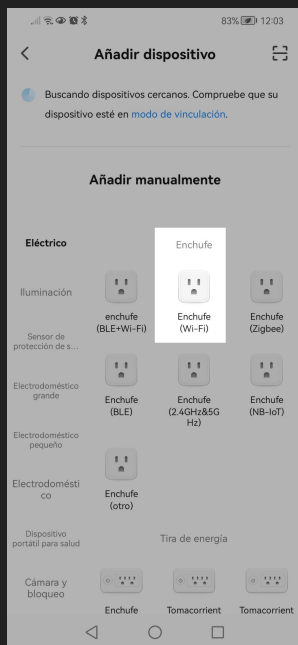 83% 12:03
Añadir dispositivo
Buscando dispositivos cercanos. Compruebe que su
dispositivo esté en modo de vinculación.
Añadir manualmente
Eléctrico
Iluminación
Sensor de
protección de s...
Electrodoméstico
grande
Electrodoméstico
pequeño
Electrodomésti
co
Dispositivo
portátil para salud
Cámara y
bloqueo
Enchufe
enchufe
(BLE+Wi-Fi)
Enchufe
(Wi-Fi)
Enchufe
(Zigbee)
Enchufe
(BLE)
Enchufe
(2.4GHz&5G
Hz)
Enchufe
(NB-IoT)
Enchufe
(otro)
Tira de energía
Enchufe
Tomacorrient
Tomacorrient